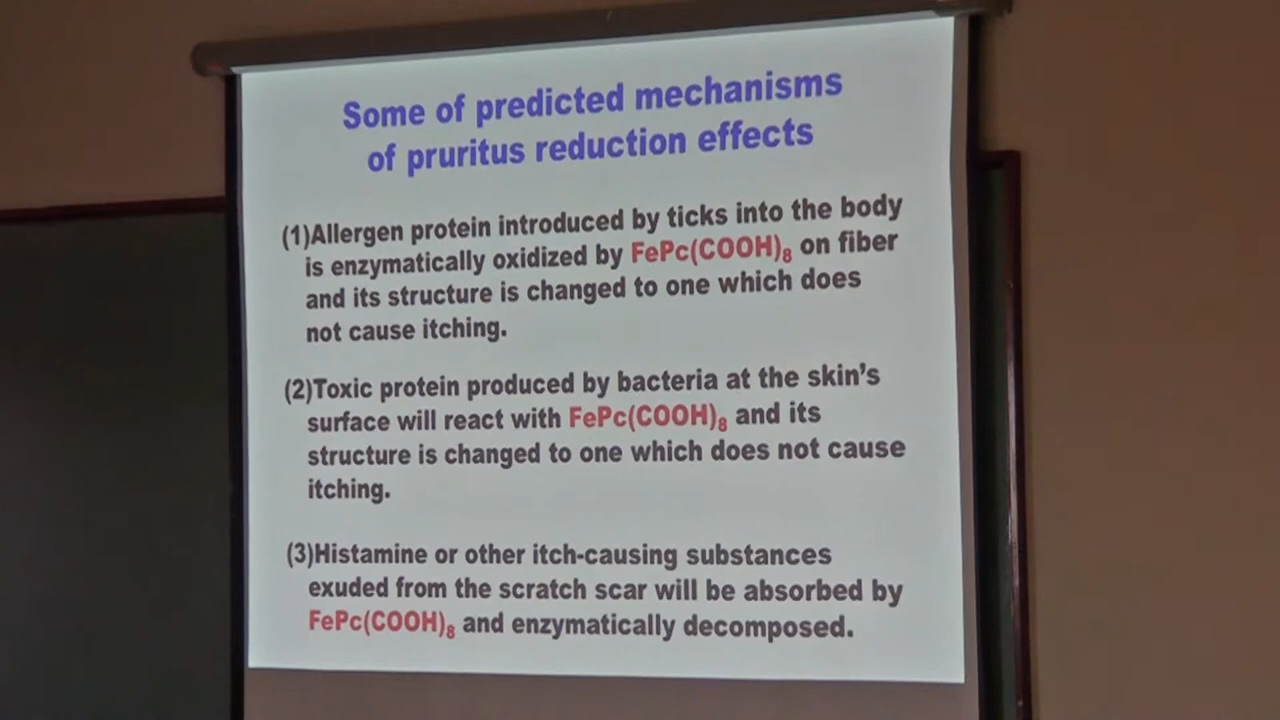 Some of predicted mechanisms
of pruritus reduction effects
(1)Allergen protein introduced by ticks into the body
is enzymatically oxidized by FePc(COOH)₈ on fiber
and its structure is changed to one which does
not cause itching.
(2)Toxic protein produced by bacteria at the skin's
surface will react with FePc(COOH)₈ and its
structure is changed to one which does not cause
itching.
(3)Histamine or other itch-causing substances
exuded from the scratch scar will be absorbed by
FePc(COOH)₈ and enzymatically decomposed.